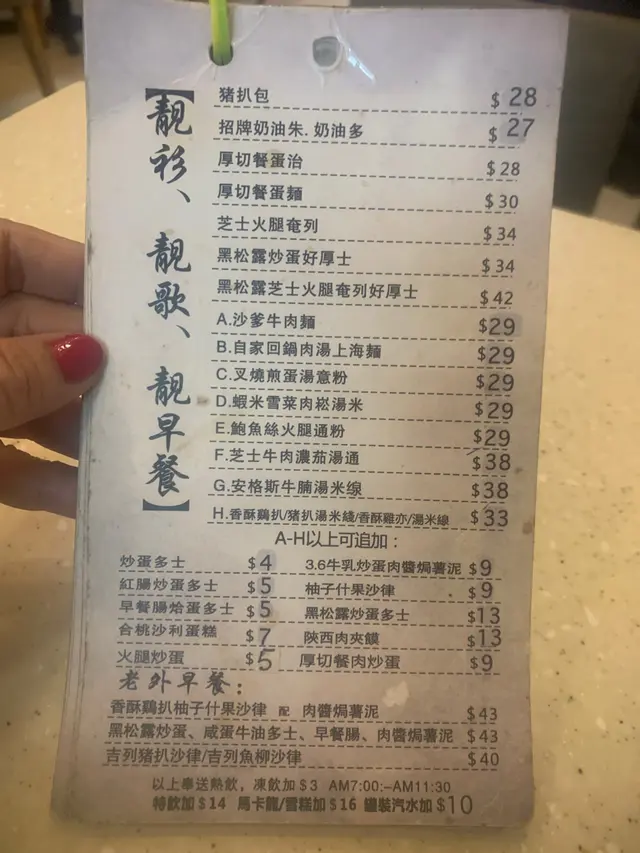 【靚衫、靚歌、靚早餐】
豬扒包 $28
招牌奶油朱.奶油多 $27
厚切餐蛋治 $28
厚切餐蛋麵 $30
芝士火腿奄列 $34
黑松露炒蛋好厚士 $34
黑松露芝士火腿奄列好厚士 $42
A.沙爹牛肉麵 $29
B.自家回鍋肉湯上海麵 $29
C.叉燒煎蛋湯意粉 $29
D.蝦米雪菜肉崧湯米 $29
E.鮑魚絲火腿通粉 $29
F.芝士牛肉濃茄湯通 $38
G.安格斯牛腩湯米線 $38
H.香酥鷄扒/豬扒湯米綫/香酥雞亦/湯米線 $33
A-H以上可追加：
炒蛋多士 $4 3.6牛乳炒蛋肉醬焗薯泥 $9
紅腸炒蛋多士 $5 柚子什果沙律 $9
早餐腸烚蛋多士 $5 黑松露炒蛋多士 $13
合桃沙利蛋糕 $7 陝西肉夾饃 $13
火腿炒蛋 $5 厚切餐肉炒蛋 $9
老外早餐：
香酥鷄扒柚子什果沙律 配 肉醬焗薯泥 $43
黑松露炒蛋、咸蛋牛油多士、早餐腸、肉醬焗薯泥 $43
吉列豬扒沙律/吉列魚柳沙律 $40
以上奉送熱飲，凍飲加$3 AM7:00:–AM11:30
特飲加$14 馬卡龍/雪糕加$16 罐裝汽水加$10